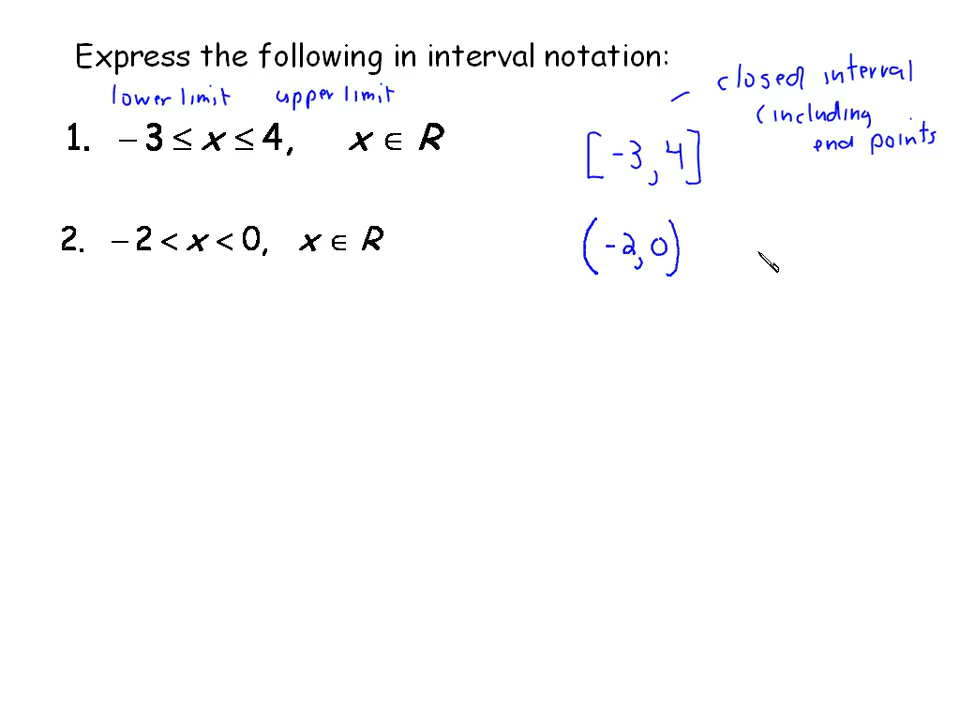 Express the following in interval notation:
lower limit upper limit
closed interval
(including
end points
1. −3 ≤ x ≤ 4, x ∈ R
[-3, 4]
2. −2 < x < 0, x ∈ R
(-2, 0)